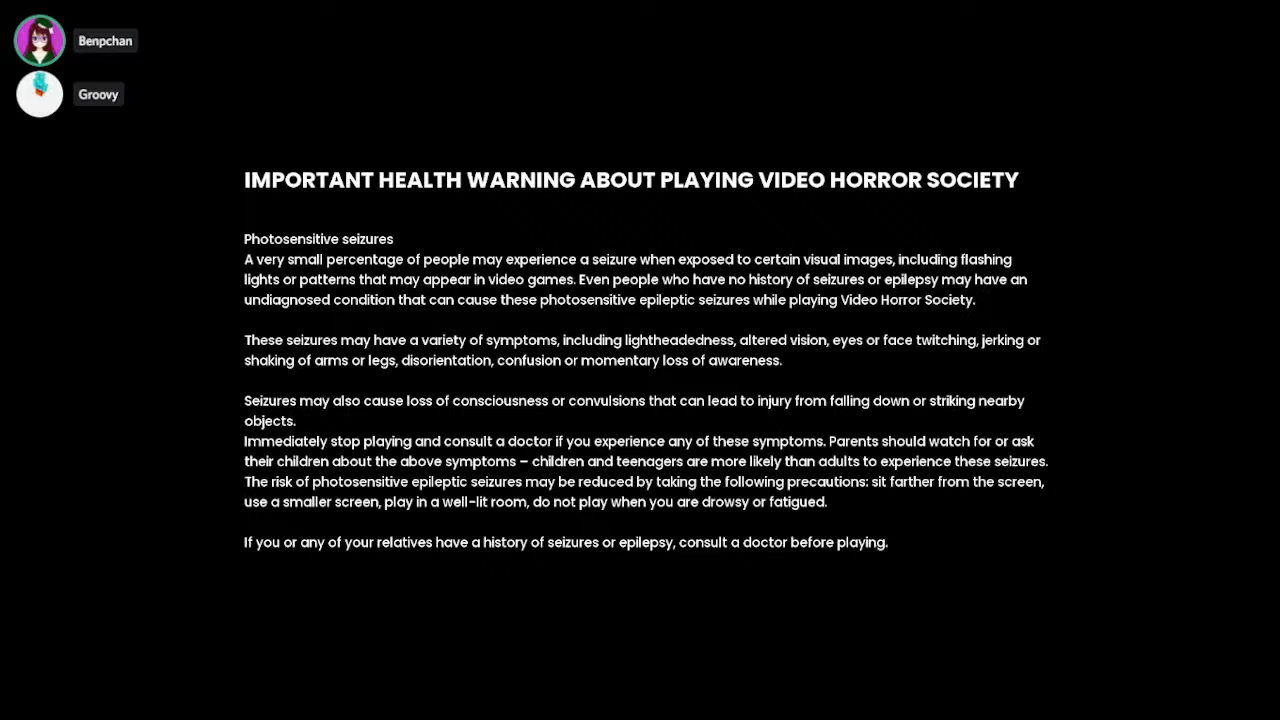 Benpchan
Groovy
IMPORTANT HEALTH WARNING ABOUT PLAYING VIDEO HORROR SOCIETY
Photosensitive seizures
A very small percentage of people may experience a seizure when exposed to certain visual images, including flashing
lights or patterns that may appear in video games. Even people who have no history of seizures or epilepsy may have an
undiagnosed condition that can cause these photosensitive epileptic seizures while playing Video Horror Society.
These seizures may have a variety of symptoms, including lightheadedness, altered vision, eyes or face twitching, jerking or
shaking of arms or legs, disorientation, confusion or momentary loss of awareness.
Seizures may also cause loss of consciousness or convulsions that can lead to injury from falling down or striking nearby
objects.
Immediately stop playing and consult a doctor if you experience any of these symptoms. Parents should watch for or ask
their children about the above symptoms – children and teenagers are more likely than adults to experience these seizures.
The risk of photosensitive epileptic seizures may be reduced by taking the following precautions: sit farther from the screen,
use a smaller screen, play in a well-lit room, do not play when you are drowsy or fatigued.
If you or any of your relatives have a history of seizures or epilepsy, consult a doctor before playing.